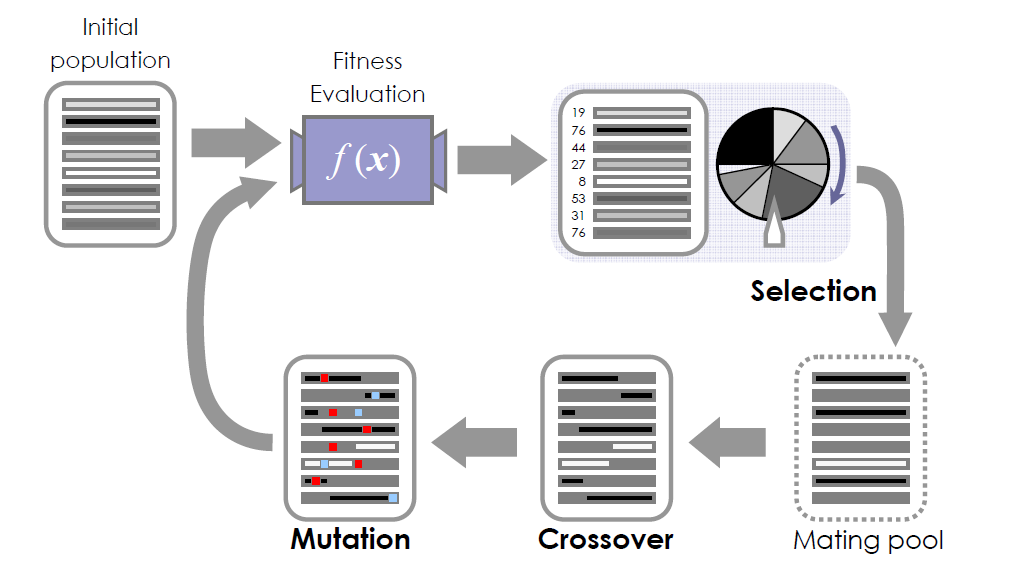 Initial
population
Fitness
Evaluation
f(x)
19
76
44
27
8
53
31
76
Selection
Mutation
Crossover
Mating pool